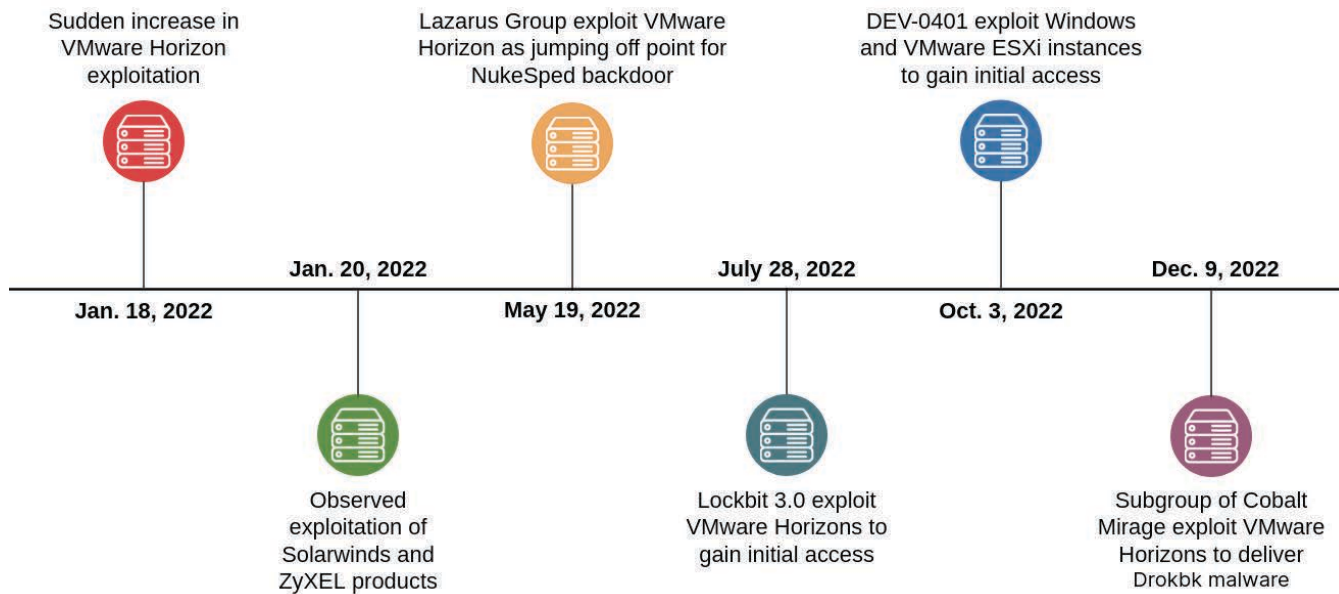 Sudden increase in
VMware Horizon
exploitation
Lazarus Group exploit VMware
Horizon as jumping off point for
NukeSped backdoor
DEV-0401 exploit Windows
and VMware ESXi instances
to gain initial access
Jan. 20, 2022
July 28, 2022
Dec. 9, 2022
Jan. 18, 2022
May 19, 2022
Oct. 3, 2022
Observed
exploitation of
Solarwinds and
ZyXEL products
Lockbit 3.0 exploit
VMware Horizons to
gain initial access
Subgroup of Cobalt
Mirage exploit VMware
Horizons to deliver
Drokbk malware